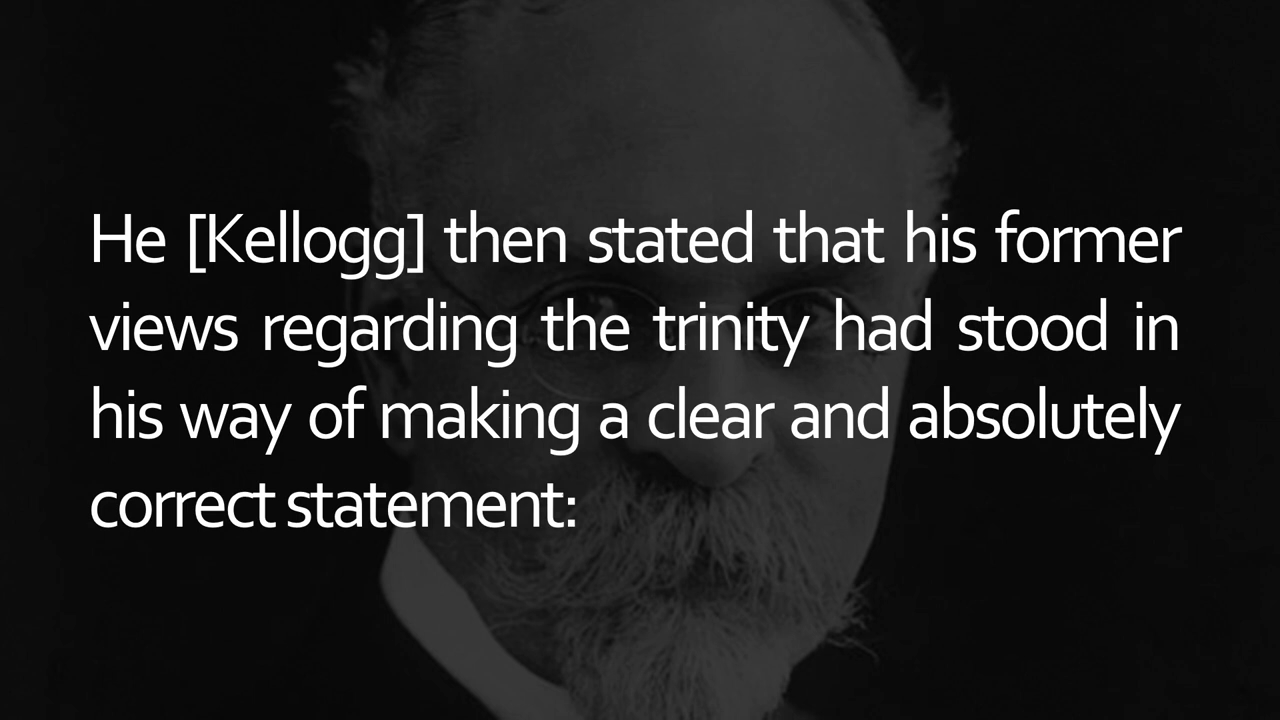 He [Kellogg] then stated that his former
views regarding the trinity had stood in
his way of making a clear and absolutely
correct statement: